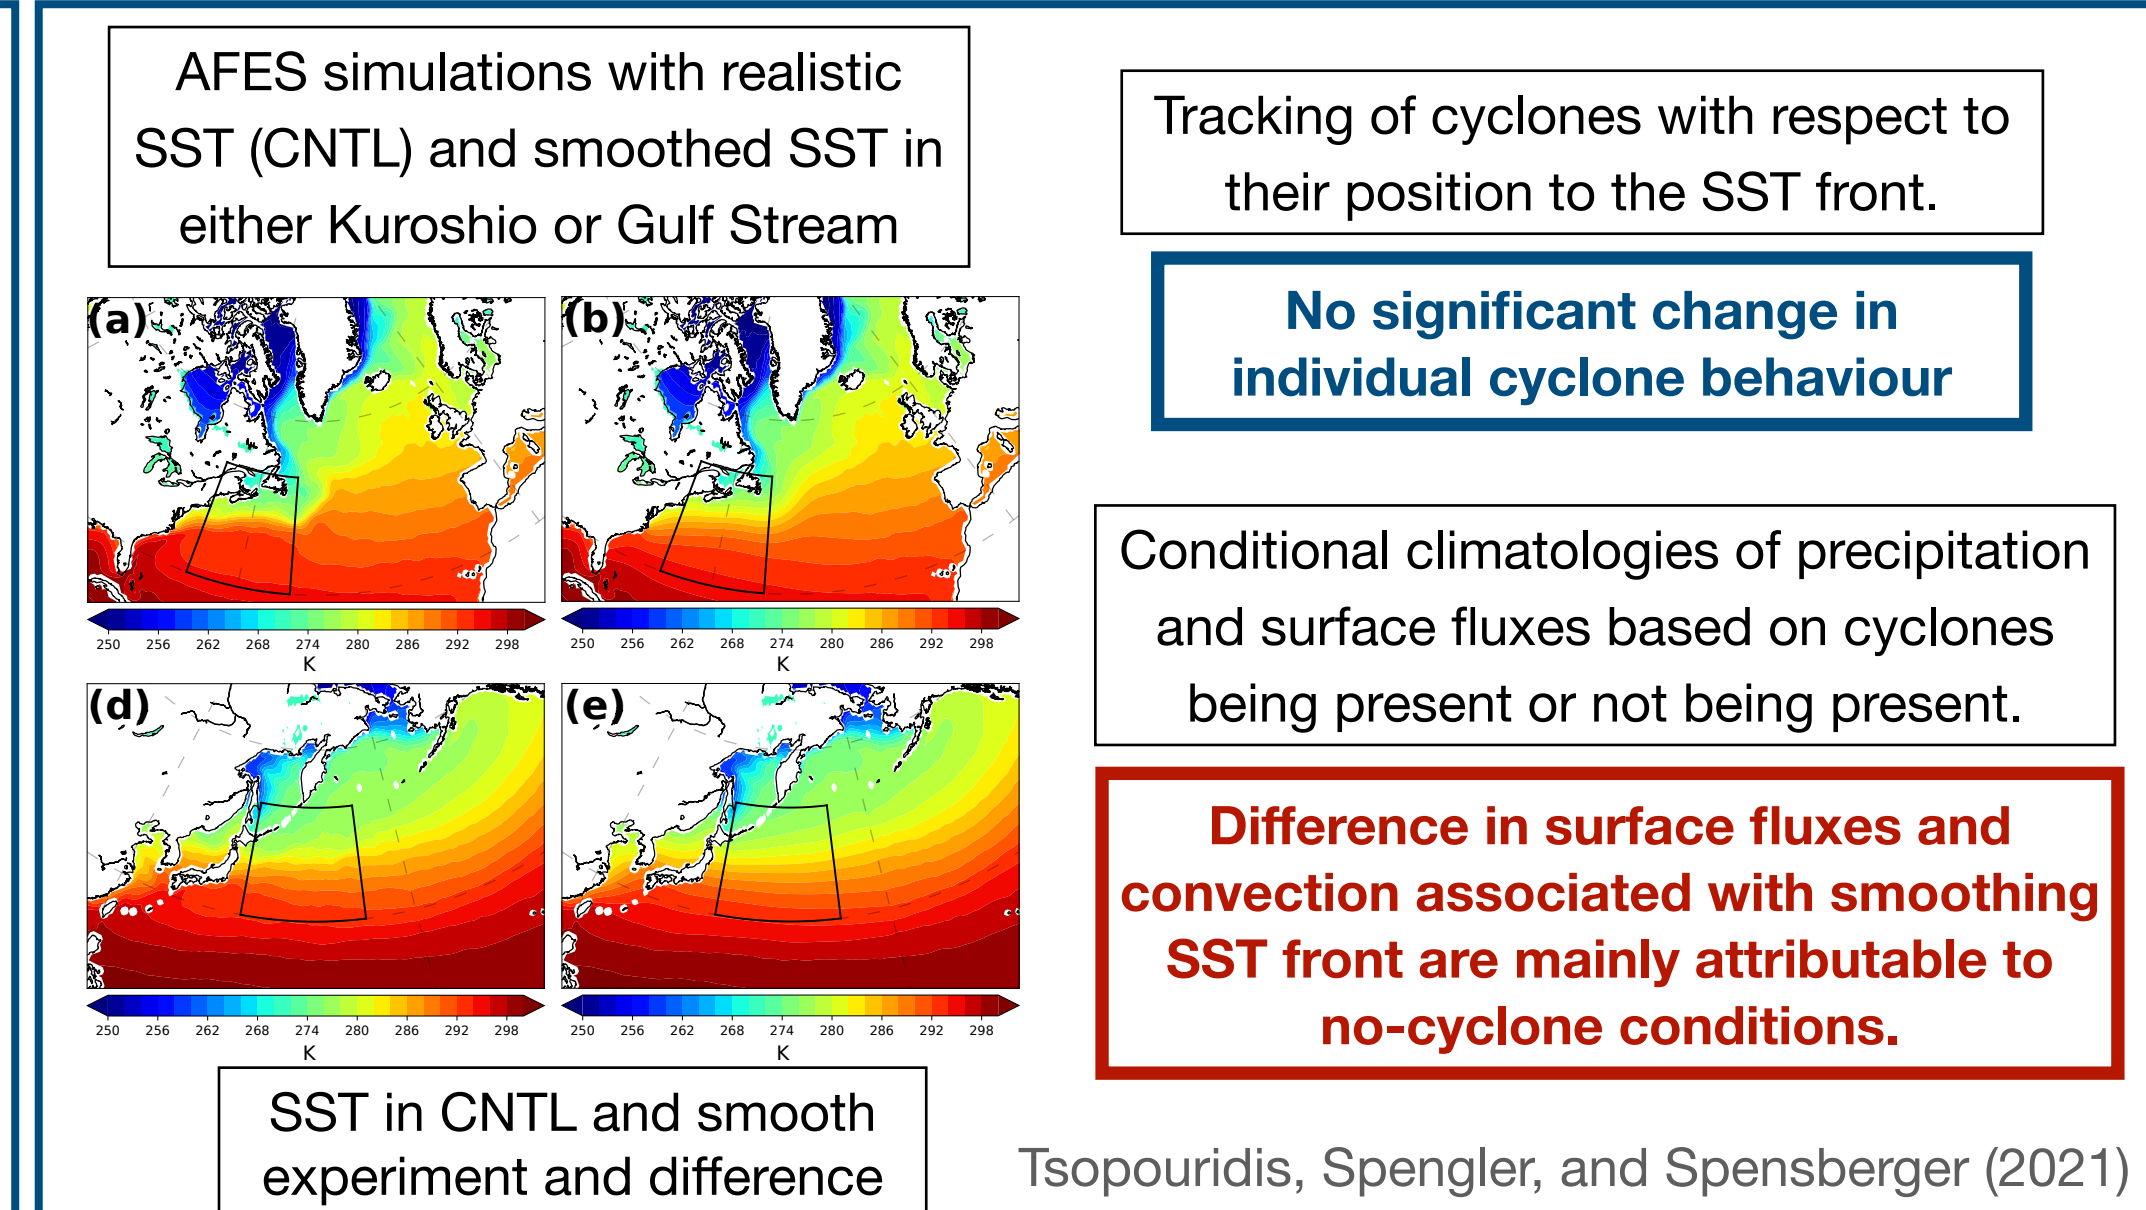 AFES simulations with realistic
SST (CNTL) and smoothed SST in
either Kuroshio or Gulf Stream
(a)
(b)
250 256 262 268 274 280 286 292 298
K
250 256 262 268 274 280 286 292 298
K
(d)
(e)
250 256 262 268 274 280 286 292 298
K
250 256 262 268 274 280 286 292 298
K
SST in CNTL and smooth
experiment and difference
Tracking of cyclones with respect to
their position to the SST front.
No significant change in
individual cyclone behaviour
Conditional climatologies of precipitation
and surface fluxes based on cyclones
being present or not being present.
Difference in surface fluxes and
convection associated with smoothing
SST front are mainly attributable to
no-cyclone conditions.
Tsopouridis, Spengler, and Spensberger (2021)